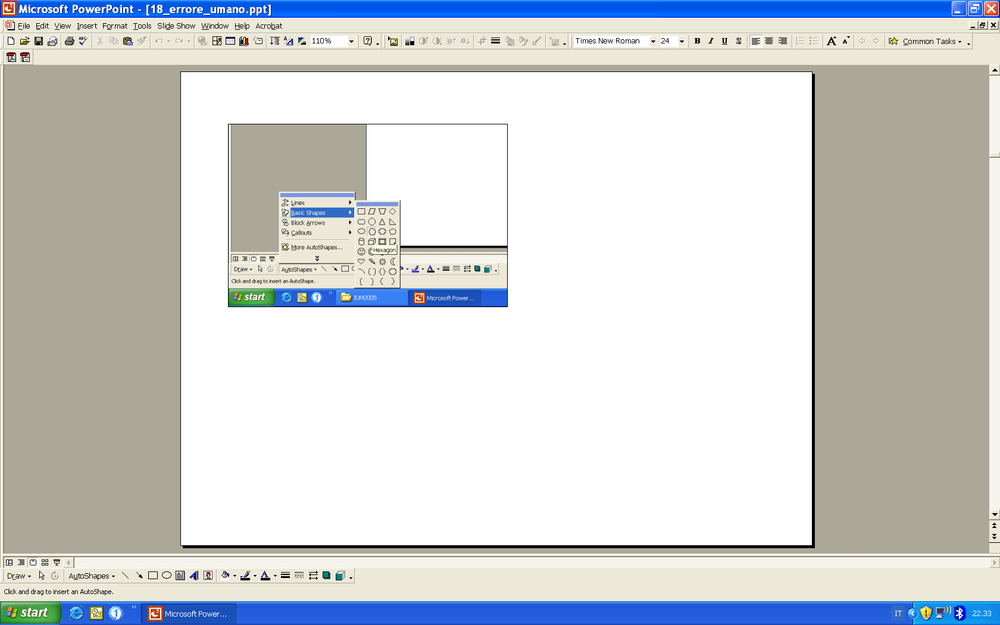 Microsoft PowerPoint - [18_errore_umano.ppt]
File Edit View Insert Format Tools Slide Show Window Help Acrobat
110% Times New Roman 24 B I U S A A Common Tasks
Lines
Basic Shapes
Block Arrows
Callouts
More AutoShapes...
Hexagon
Draw AutoShapes A
Click and drag to insert an AutoShape.
start IUM2005 Microsoft Power...
Draw AutoShapes A
Click and drag to insert an AutoShape.
start Microsoft Power... IT 22.33